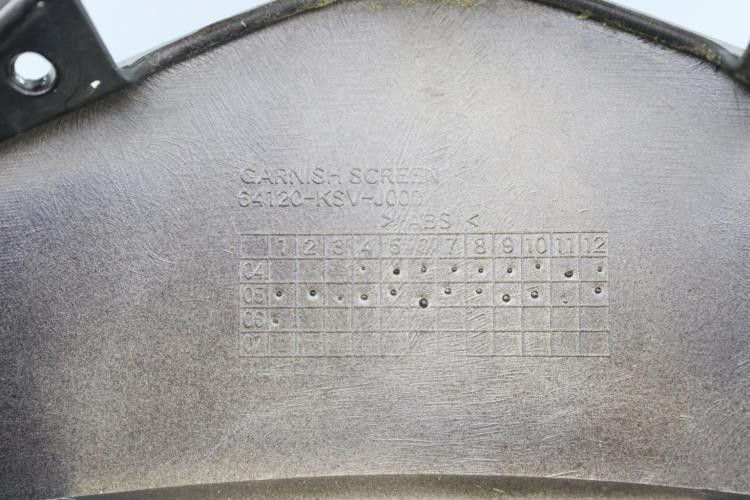 GARNISH SCREEN
64120-KSV-J000
> ABS <
1 2 3 4 5 6 7 8 9 10 11 12
04
05
06
07